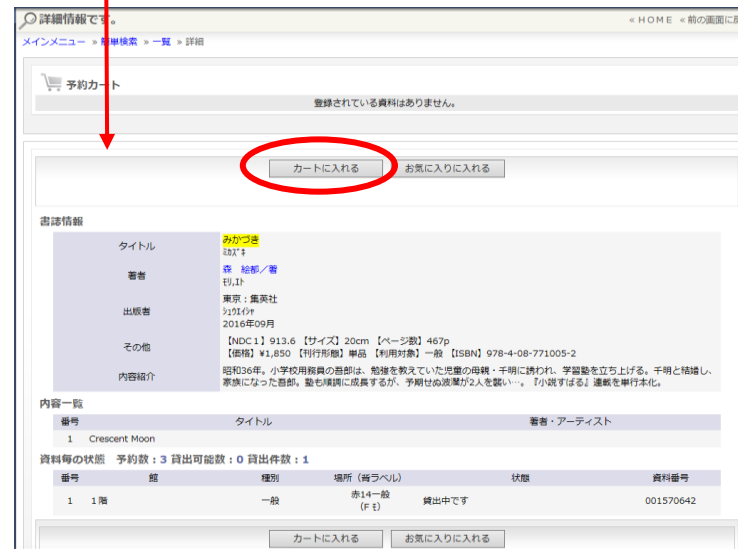 詳細情報です。
« HOME « 前の画面に戻
メインメニュー » 簡単検索 » 一覧 » 詳細
予約カート
登録されている資料はありません。
カートに入れる お気に入りに入れる
書誌情報
タイトル みかづき
ﾐｶﾂﾞｷ
著者 森 絵都／著
ﾓﾘ,ｴﾄ
出版者 東京：集英社
ｼｭｳｴｲｼｬ
2016年09月
その他 【NDC1】913.6 【サイズ】20cm 【ページ数】467p
【価格】¥1,850 【刊行形態】単品 【利用対象】一般 【ISBN】978-4-08-771005-2
内容紹介 昭和36年。小学校用務員の吾郎は、勉強を教えていた児童の母親・千明に誘われ、学習塾を立ち上げる。千明と結婚し、
家族になった吾郎。塾も順調に成長するが、予期せぬ波瀾が2人を襲い…。『小説すばる』連載を単行本化。
内容一覧
番号 タイトル 著者・アーティスト
1 Crescent Moon
資料毎の状態 予約数：3 貸出可能数：0 貸出件数：1
番号 館 種別 場所（背ラベル） 状態 資料番号
1 1階 一般 赤14一般 貸出中です 001570642
(F ﾓ)
カートに入れる お気に入りに入れる